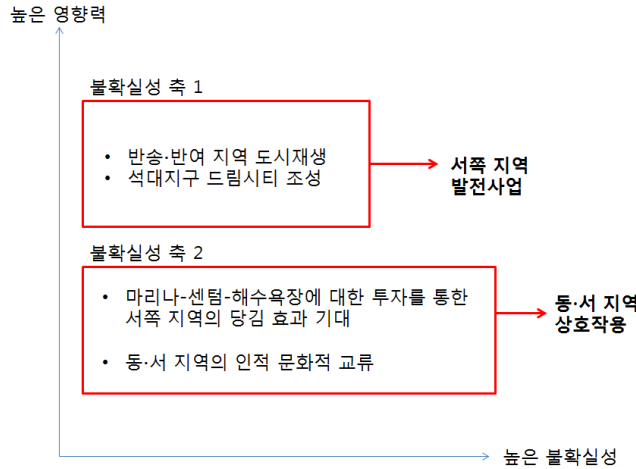 높은 영향력
불확실성 축 1
• 반송·반여 지역 도시재생
• 석대지구 드림시티 조성
서쪽 지역
발전사업
불확실성 축 2
• 마리나-센텀-해수욕장에 대한 투자를 통한
서쪽 지역의 당김 효과 기대
• 동·서 지역의 인적 문화적 교류
동·서 지역
상호작용
높은 불확실성